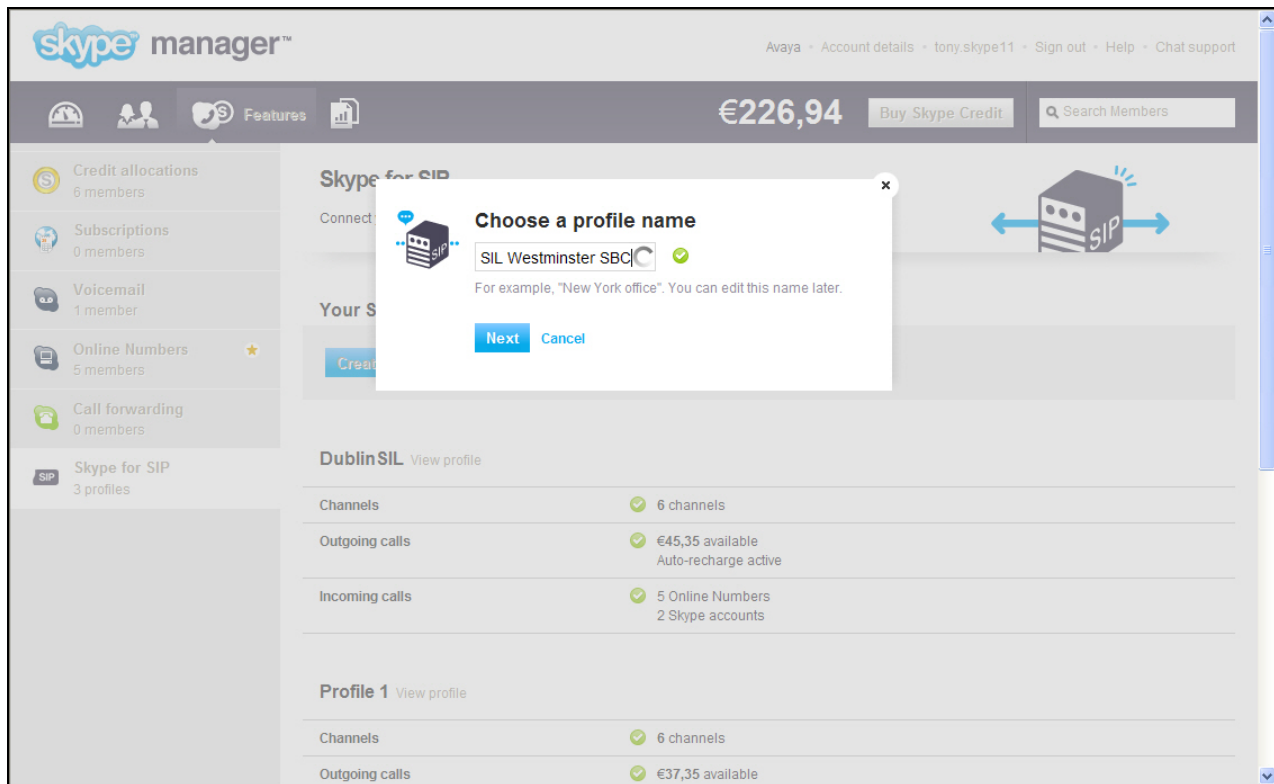 skype manager™
Avaya • Account details • tony.skype11 • Sign out • Help • Chat support
Features
€226,94
Buy Skype Credit
Search Members
Credit allocations
6 members
Subscriptions
0 members
Voicemail
1 member
Online Numbers
5 members
Call forwarding
0 members
SIP
Skype for SIP
3 profiles
Skype for SIP
Connect
SIP
Your S
Creat
SIP
Choose a profile name
SIL Westminster SBC
For example, "New York office". You can edit this name later.
Next Cancel
DublinSIL View profile
Channels 6 channels
Outgoing calls €45,35 available
Auto-recharge active
Incoming calls 5 Online Numbers
2 Skype accounts
Profile 1 View profile
Channels 6 channels
Outgoing calls €37,35 available